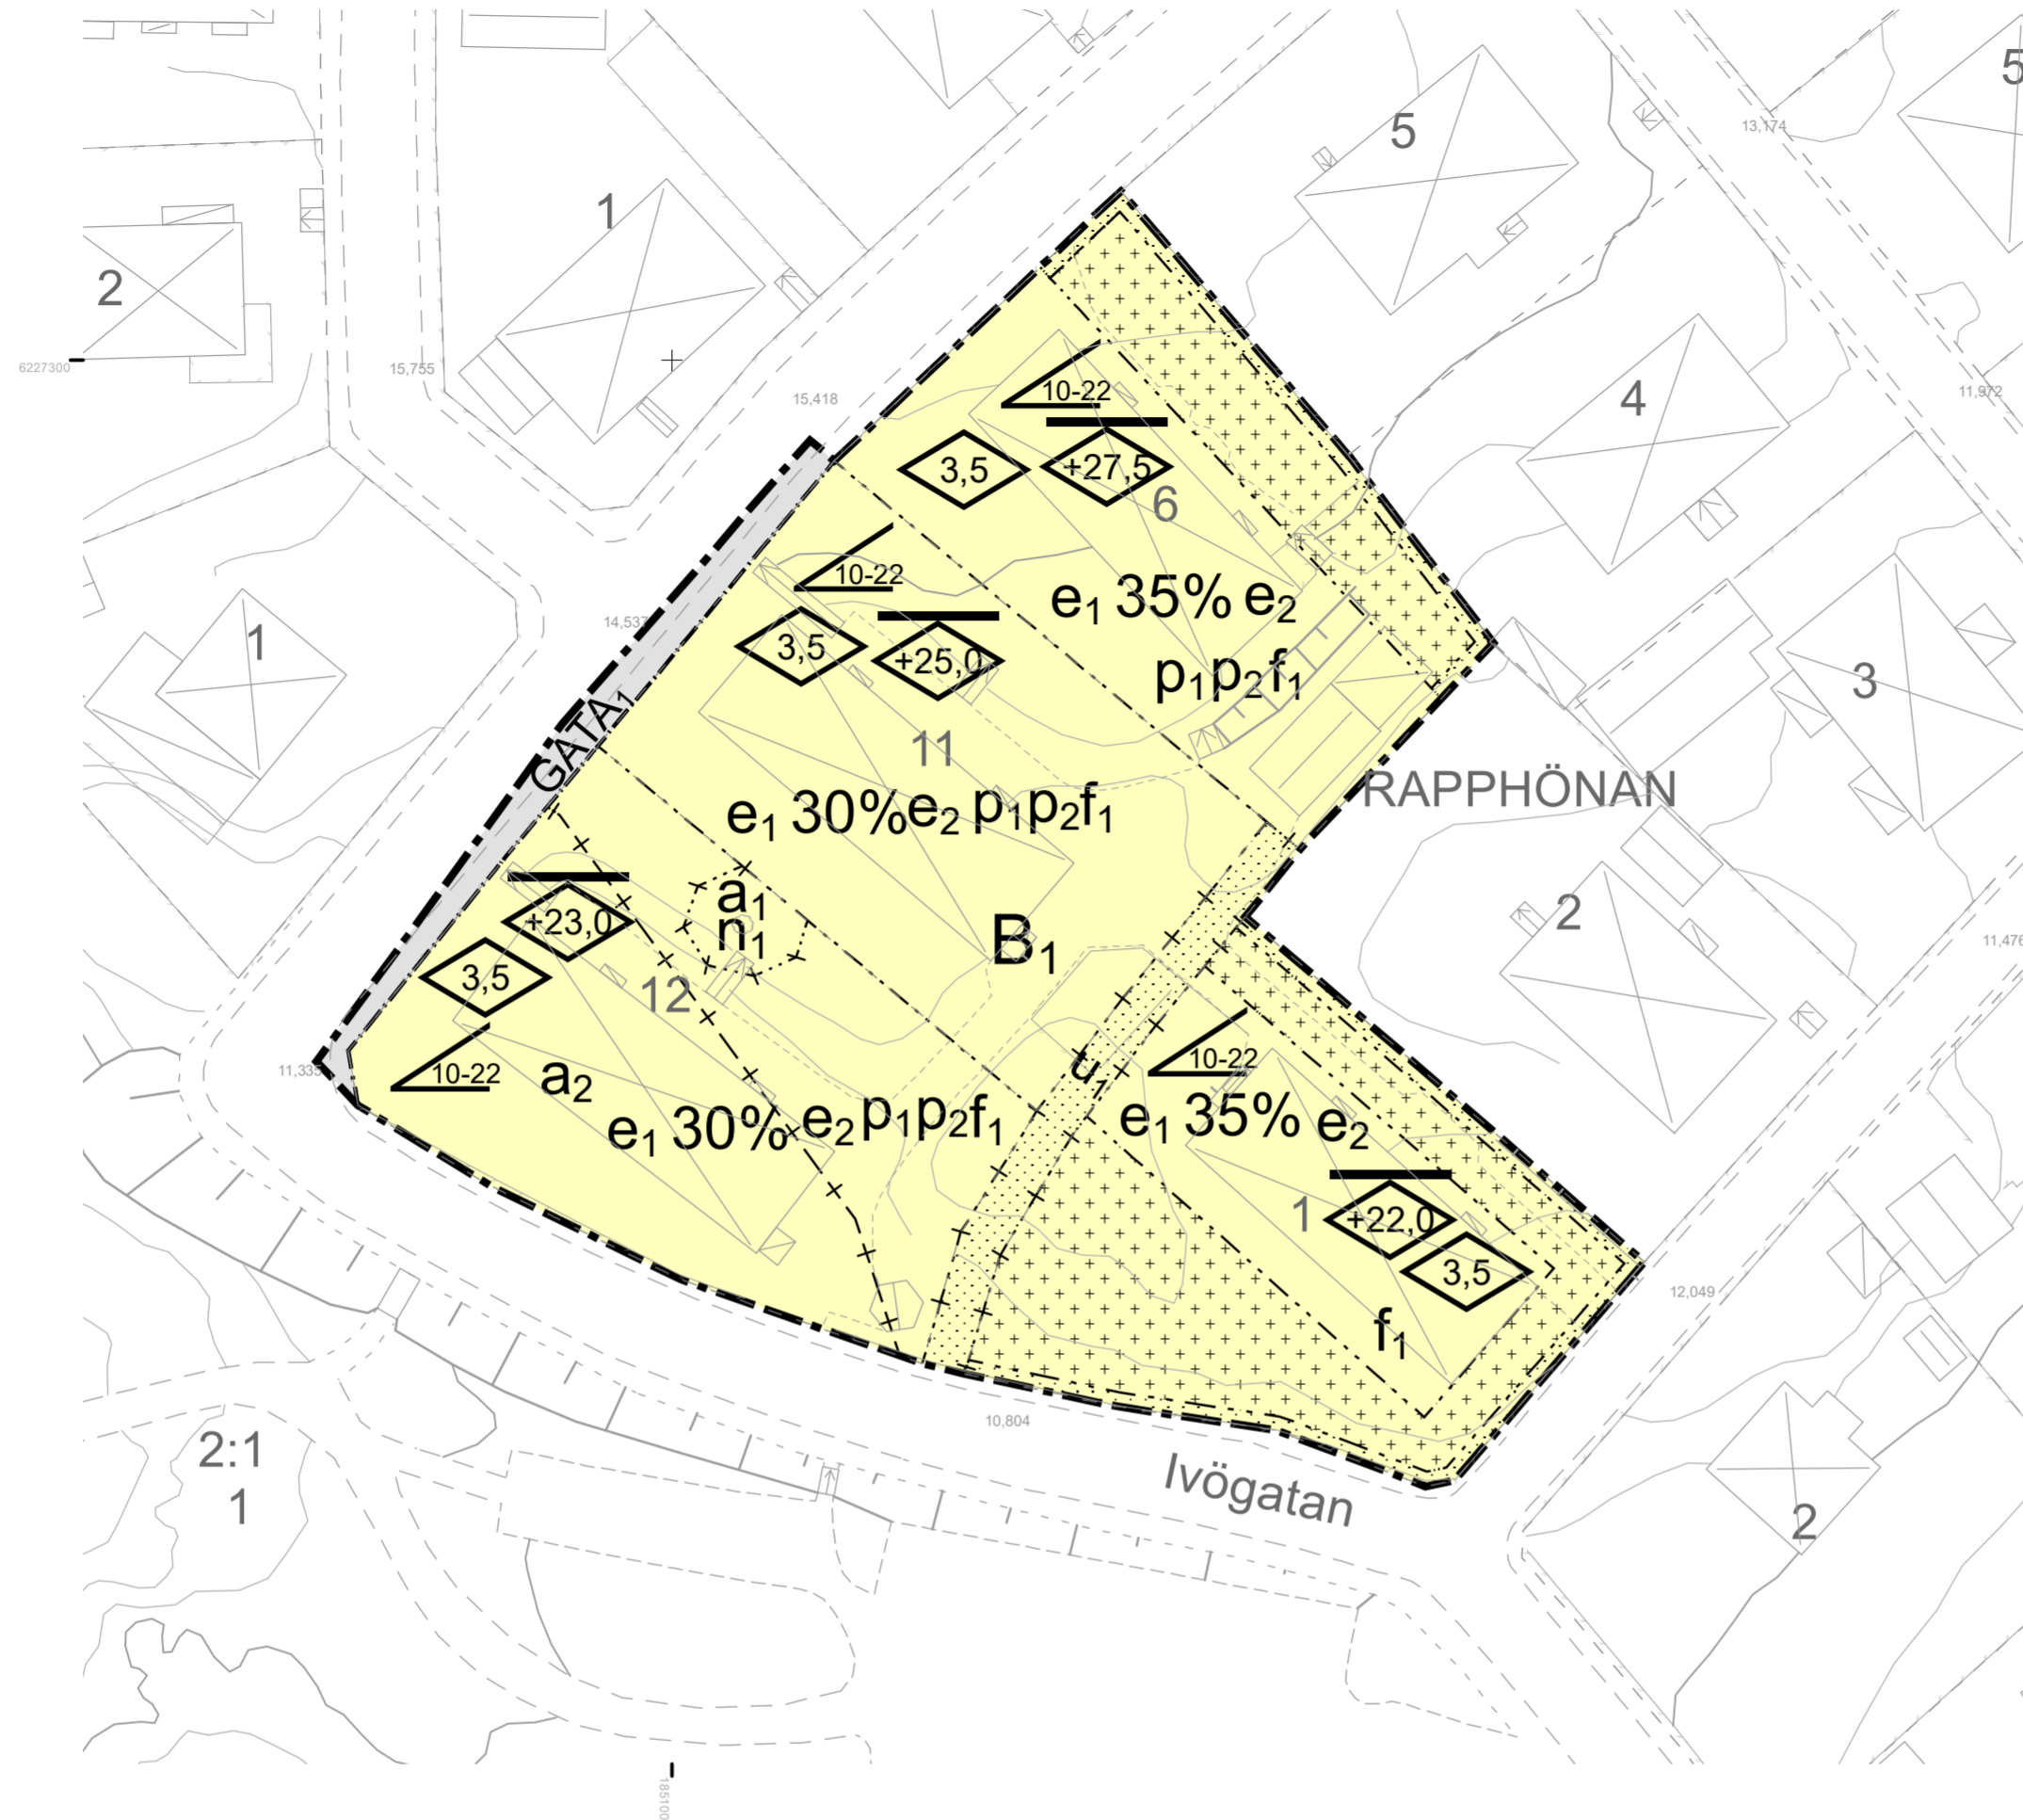 5
13,174
5
1
2
6227300
15,755
15,418
10-22
3,5
+27,5
6
4
11,972
10-22
3,5
+25,0
e₁ 35% e₂
p₁p₂f₁
14,537
1
3
GATA₁
11
RAPPHÖNAN
e₁ 30%e₂ p₁p₂f₁
a₁
n₁
+23,0
3,5
12
B₁
2
11,476
10-22
a₂
11,335
u₁
10-22
e₁ 30% e₂ p₁p₂f₁
e₁ 35% e₂
1
+22,0
3,5
12,049
f₁
10,804
2:1
1
Ivögatan
2
185100